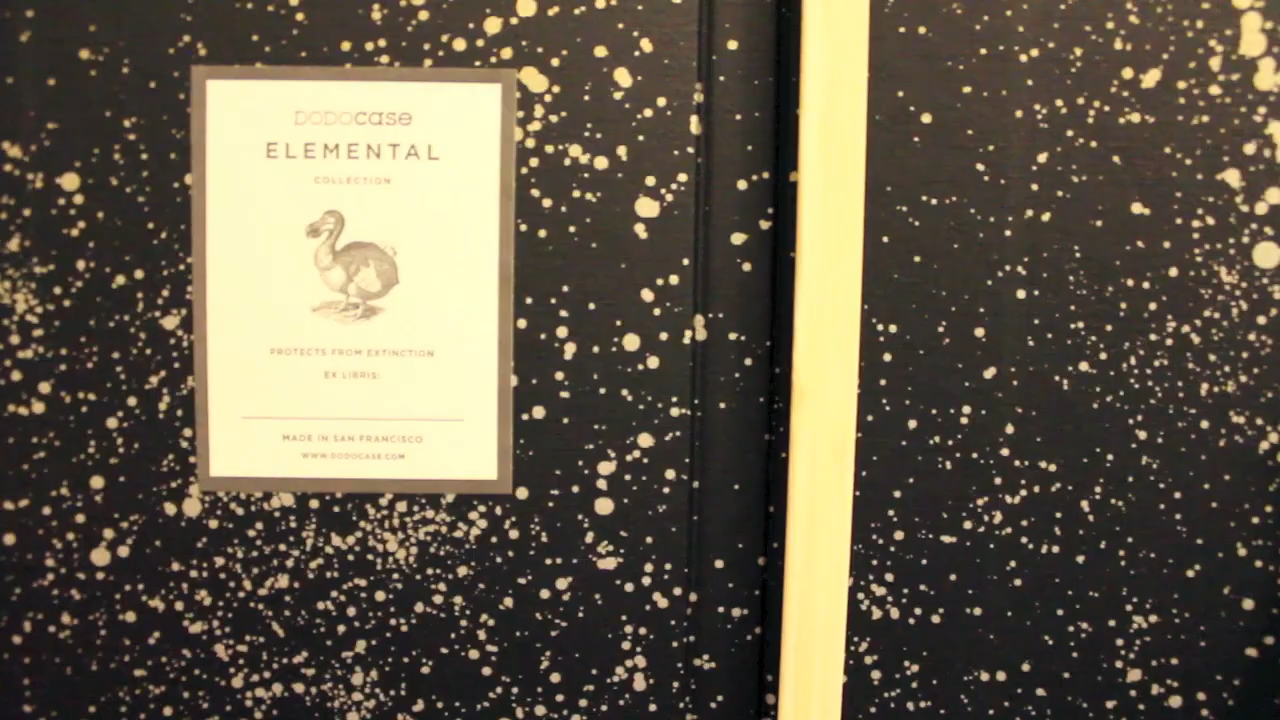 DODOcase
ELEMENTAL
COLLECTION
PROTECTS FROM EXTINCTION
EX LIBRIS:
MADE IN SAN FRANCISCO
WWW.DODOCASE.COM